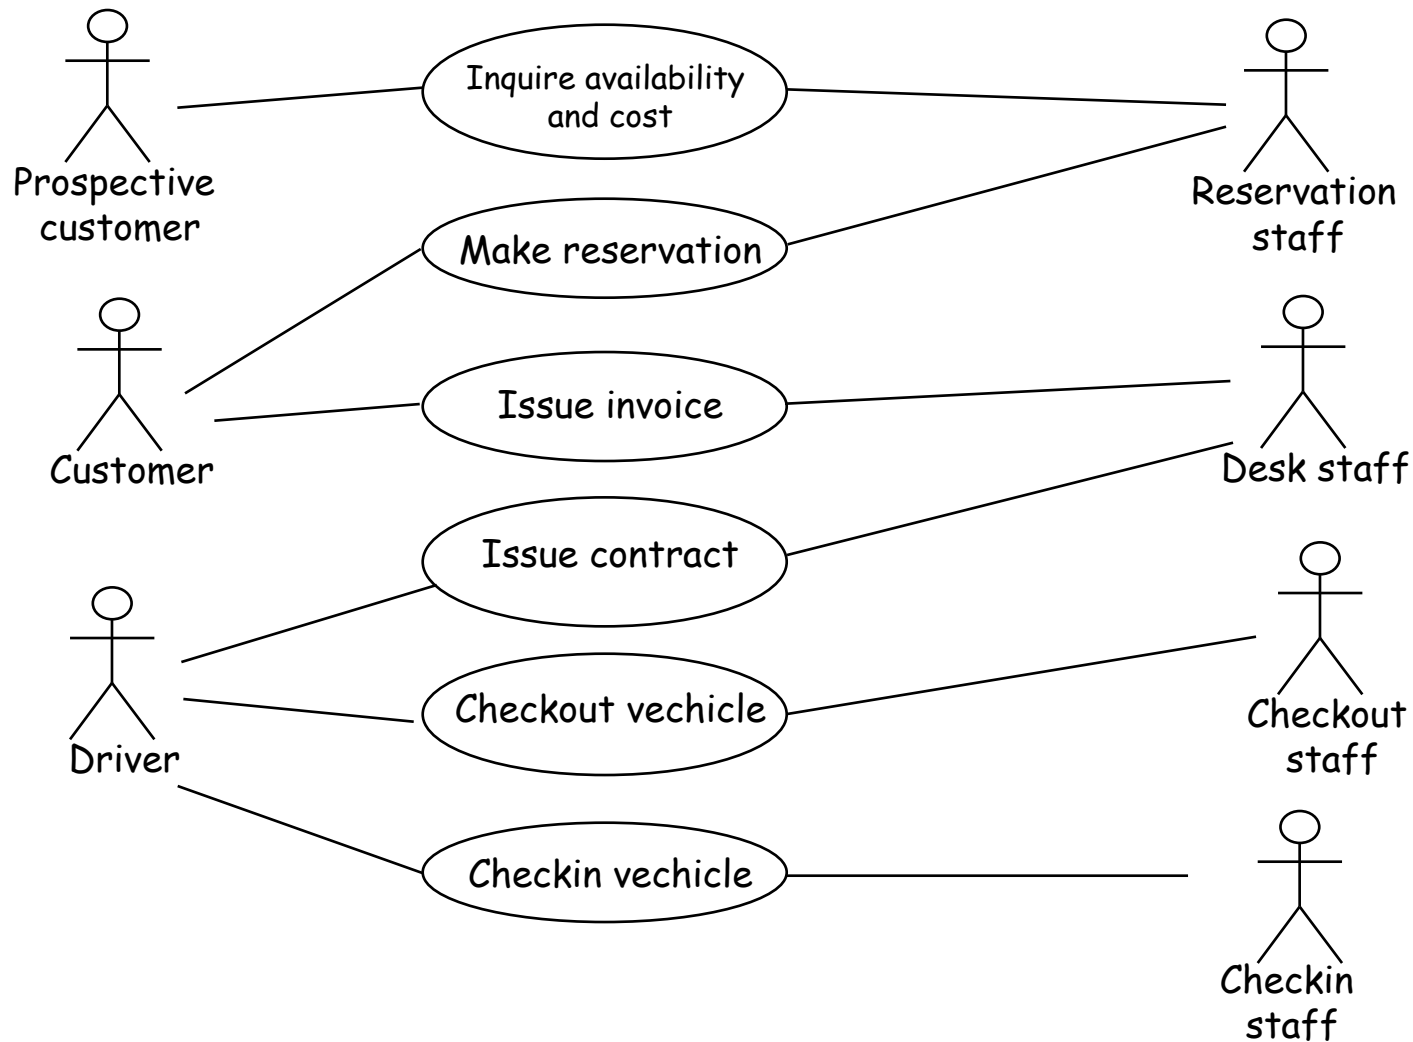 Inquire availability
and cost
Prospective
customer
Reservation
staff
Make reservation
Issue invoice
Customer
Desk staff
Issue contract
Checkout vechicle
Checkout
staff
Driver
Checkin vechicle
Checkin
staff